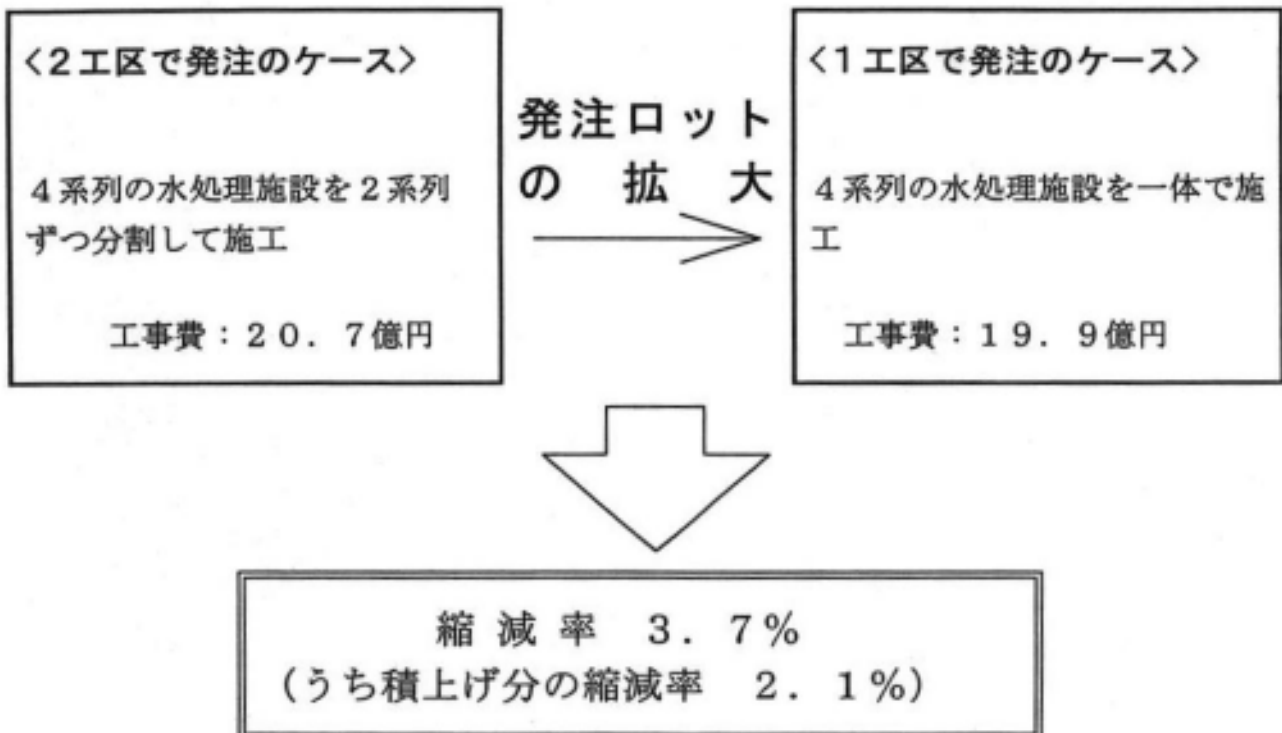 〈２工区で発注のケース〉
４系列の水処理施設を２系列
ずつ分割して施工
工事費：２０．７億円
発注ロット
の拡大
〈１工区で発注のケース〉
４系列の水処理施設を一体で施
工
工事費：１９．９億円
縮減率　３．７％
（うち積上げ分の縮減率　２．１％）